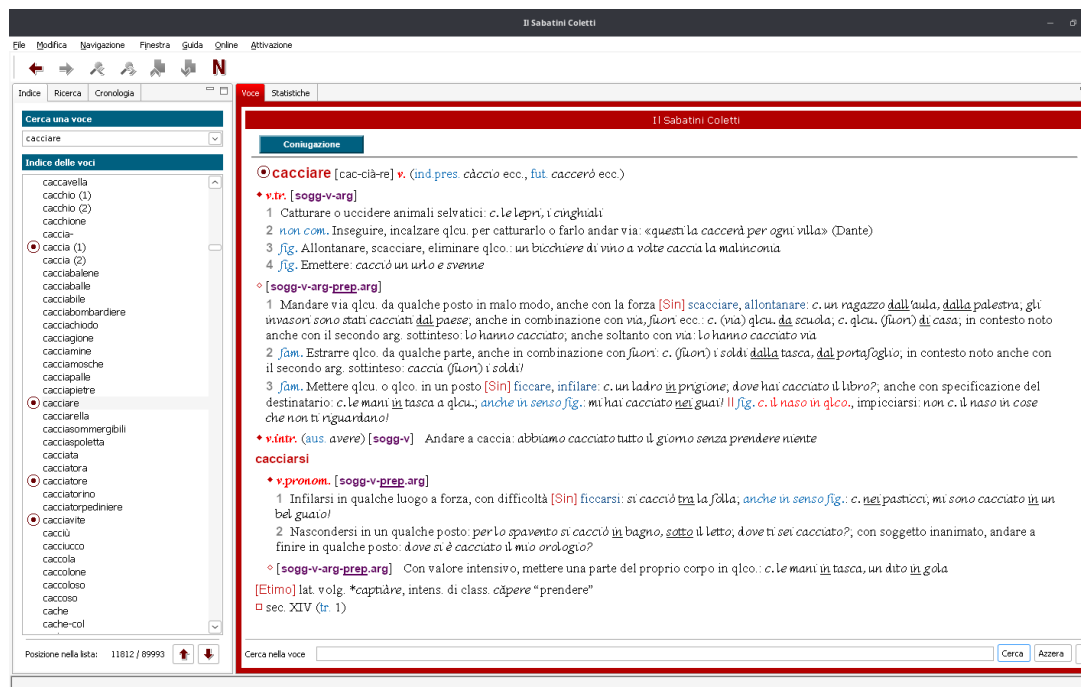 Il Sabatini Coletti
File Modifica Navigazione Finestra Guida Online Attivazione
N
Indice Ricerca Cronologia
Voce Statistiche
Cerca una voce
cacciare
Indice delle voci
caccavella
cacchio (1)
cacchio (2)
cacchione
caccia-
caccia (1)
caccia (2)
cacciabalene
cacciaballe
cacciabile
cacciabombardiere
cacciachiodo
cacciagione
cacciamine
cacciamosche
cacciapalle
cacciapietre
cacciare
cacciarella
cacciasommergibili
cacciaspoletta
cacciata
cacciatora
cacciatore
cacciatorino
cacciatorpediniere
cacciavite
cacciù
cacciucco
caccola
caccolone
caccoloso
caccoso
cache
cache-col
Posizione nella lista: 11812 / 89993
Il Sabatini Coletti
Coniugazione
cacciare [cac-cià-re] v. (ind.pres. càccio ecc., fut. caccerò ecc.)
v.tr. [sogg-v-arg]
1 Catturare o uccidere animali selvatici: c. le lepri, i cinghiali
2 non com. Inseguire, incalzare qlcu. per catturarlo o farlo andar via: «questi la caccerà per ogni villa» (Dante)
3 fig. Allontanare, scacciare, eliminare qlco.: un bicchiere di vino a volte caccia la malinconia
4 fig. Emettere: cacciò un urlo e svenne
[sogg-v-arg-prep.arg]
1 Mandare via qlcu. da qualche posto in malo modo, anche con la forza [Sin] scacciare, allontanare: c. un ragazzo dall'aula, dalla palestra; gli
invasori sono stati cacciati dal paese; anche in combinazione con via, fuori ecc.: c. (via) qlcu. da scuola; c. qlcu. (fuori) di casa; in contesto noto
anche con il secondo arg. sottinteso: lo hanno cacciato; anche soltanto con via: lo hanno cacciato via
2 fam. Estrarre qlco. da qualche parte, anche in combinazione con fuori: c. (fuori) i soldi dalla tasca, dal portafoglio; in contesto noto anche con
il secondo arg. sottinteso: caccia (fuori) i soldi!
3 fam. Mettere qlcu. o qlco. in un posto [Sin] ficcare, infilare: c. un ladro in prigione; dove hai cacciato il libro?; anche con specificazione del
destinatario: c. le mani in tasca a qlcu.; anche in senso fig.: mi hai cacciato nei guai! || fig. c. il naso in qlco., impicciarsi: non c. il naso in cose
che non ti riguardano!
v.intr. (aus. avere) [sogg-v] Andare a caccia: abbiamo cacciato tutto il giorno senza prendere niente
cacciarsi
v.pronom. [sogg-v-prep.arg]
1 Infilarsi in qualche luogo a forza, con difficoltà [Sin] ficcarsi: si cacciò tra la folla; anche in senso fig.: c. nei pasticci; mi sono cacciato in un
bel guaio!
2 Nascondersi in un qualche posto: per lo spavento si cacciò in bagno, sotto il letto; dove ti sei cacciato?; con soggetto inanimato, andare a
finire in qualche posto: dove si è cacciato il mio orologio?
[sogg-v-arg-prep.arg] Con valore intensivo, mettere una parte del proprio corpo in qlco.: c. le mani in tasca, un dito in gola
[Etimo] lat. volg. *captiāre, intens. di class. căpere “prendere”
sec. XIV (tr. 1)
Cerca nella voce
Cerca Azzera